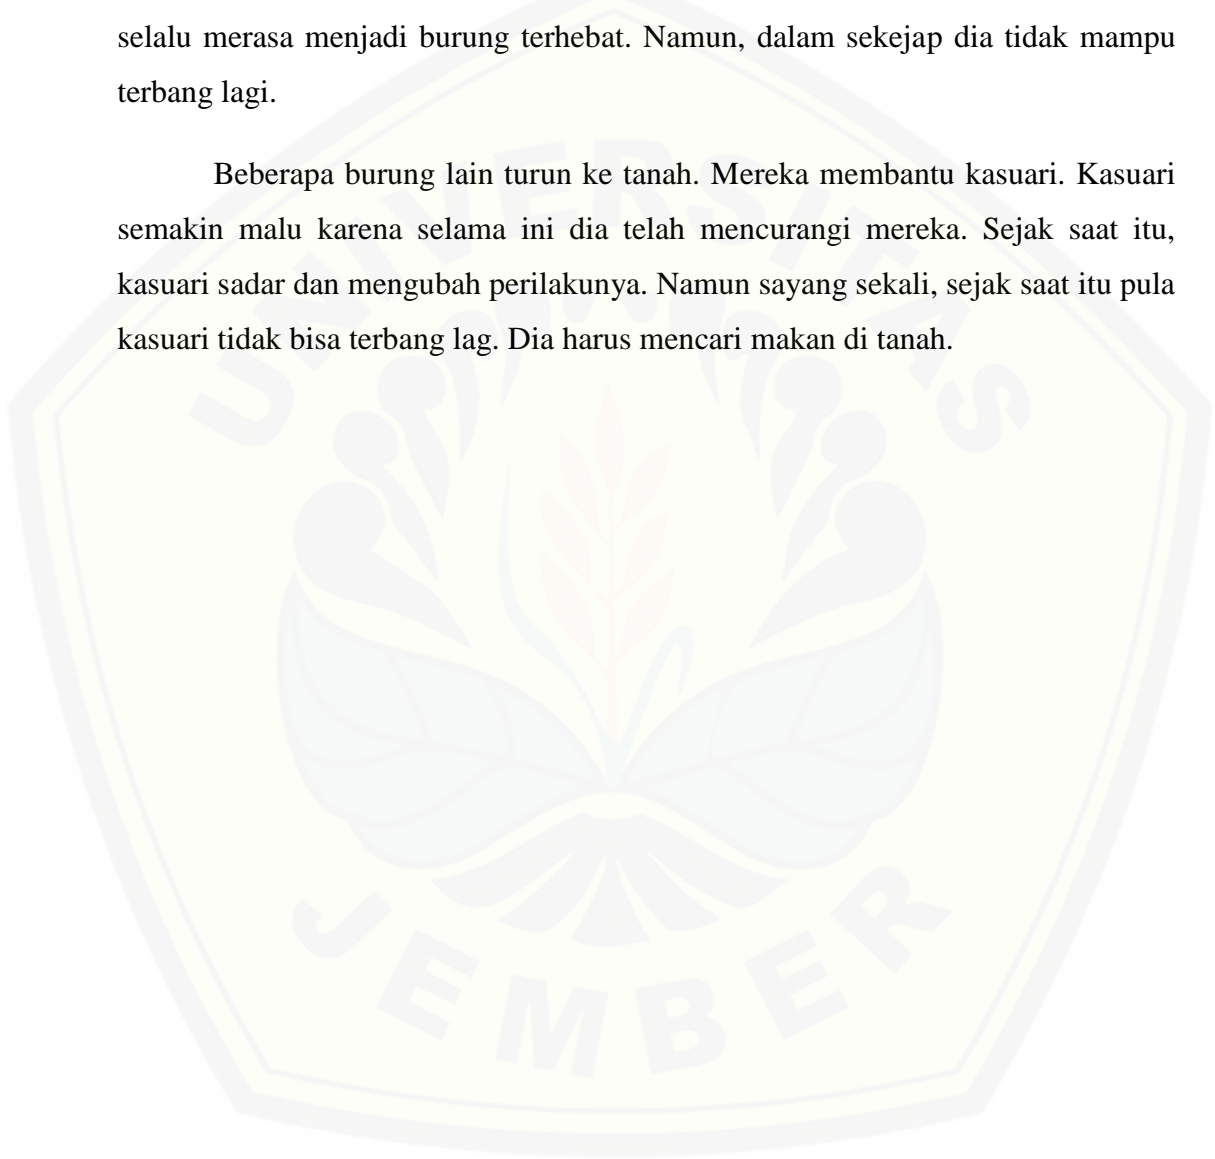 selalu merasa menjadi burung terhebat. Namun, dalam sekejap dia tidak mampu
terbang lagi.
Beberapa burung lain turun ke tanah. Mereka membantu kasuari. Kasuari
semakin malu karena selama ini dia telah mencurangi mereka. Sejak saat itu,
kasuari sadar dan mengubah perilakunya. Namun sayang sekali, sejak saat itu pula
kasuari tidak bisa terbang lag. Dia harus mencari makan di tanah.
UNIVERSITAS
JEMBER